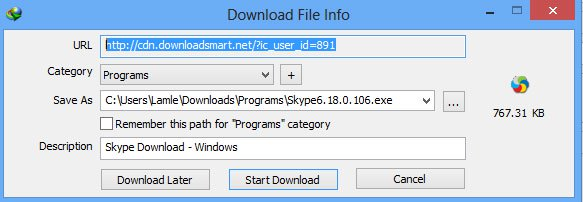 Download File Info
URL http://cdn.downloadsmart.net/?ic_user_id=891
Category Programs +
Save As C:\Users\Lamle\Downloads\Programs\Skype6.18.0.106.exe ... 767.31 KB
Remember this path for "Programs" category
Description Skype Download - Windows
Download Later Start Download Cancel